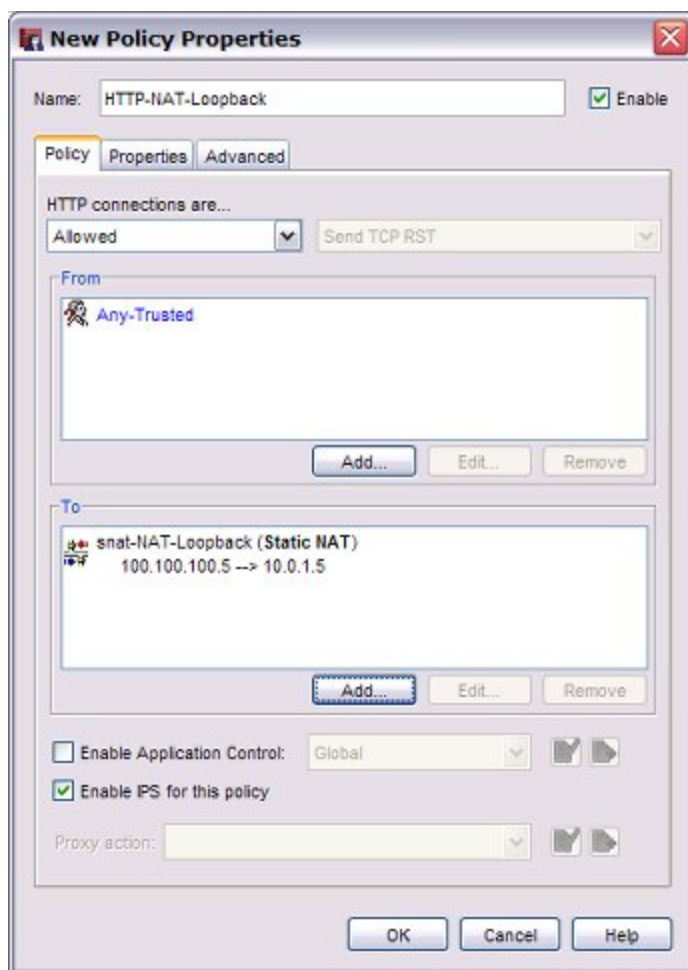 New Policy Properties
Name: HTTP-NAT-Loopback Enable
Policy Properties Advanced
HTTP connections are...
Allowed Send TCP RST
From
Any-Trusted
Add... Edit... Remove
To
snat-NAT-Loopback (Static NAT)
100.100.100.5 --> 10.0.1.5
Add... Edit... Remove
Enable Application Control: Global
Enable IPS for this policy
Proxy action:
OK Cancel Help